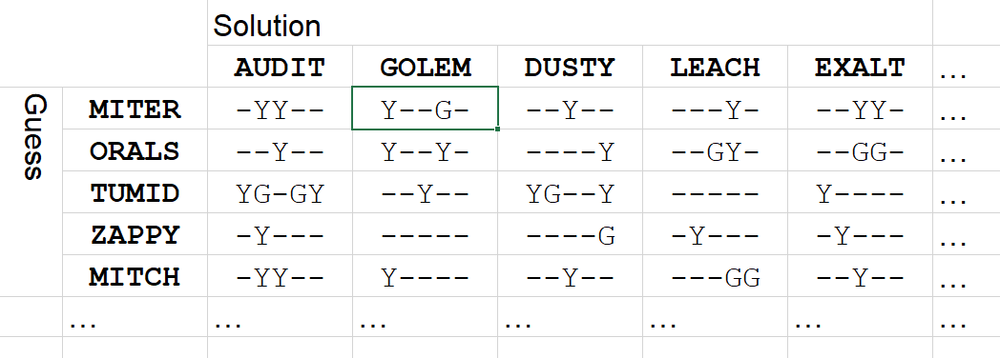 Solution
AUDIT GOLEM DUSTY LEACH EXALT ...
Guess
MITER -YY-- Y--G- --Y-- ---Y- --YY- ...
ORALS --Y-- Y--Y- ----Y --GY- --GG- ...
TUMID YG-GY --Y-- YG--Y ----- Y---- ...
ZAPPY -Y--- ----- ----G -Y--- -Y--- ...
MITCH -YY-- Y---- --Y-- ---GG --Y-- ...
... ... ... ... ... ... ...